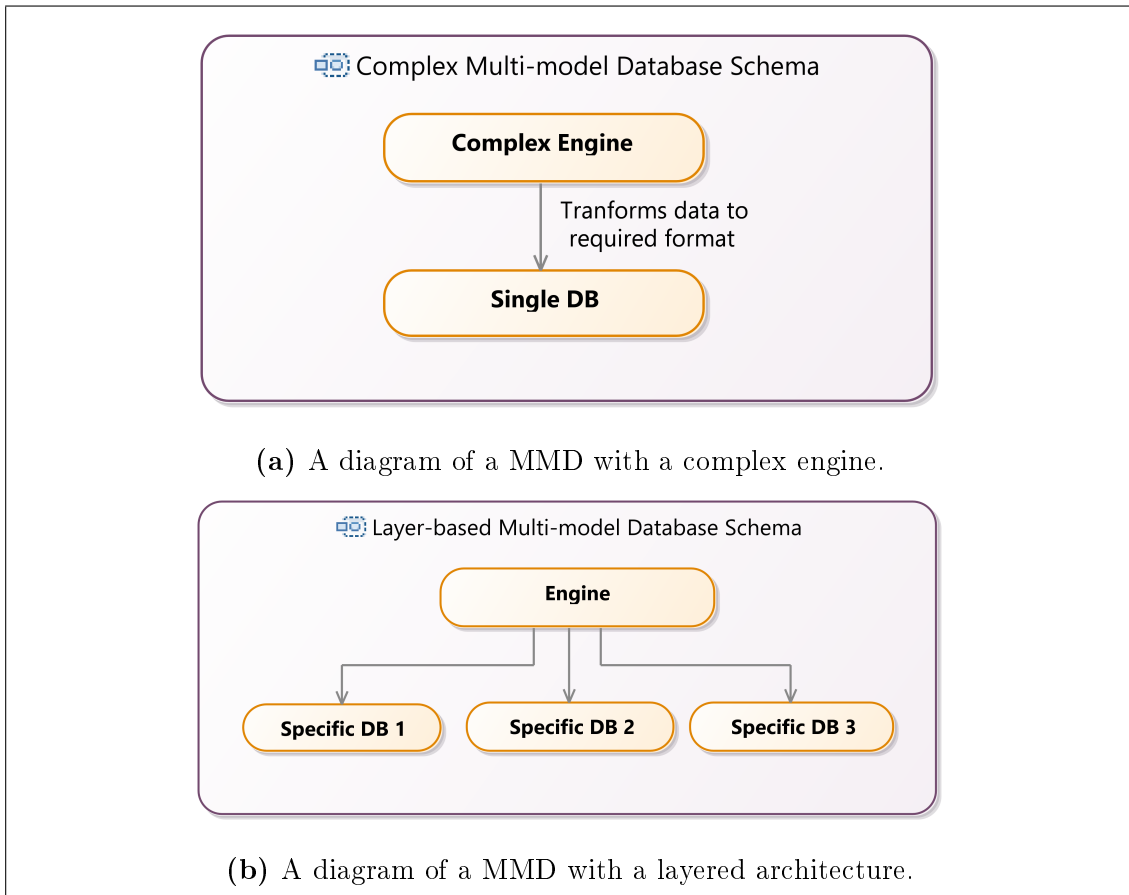 Complex Multi-model Database Schema
Complex Engine
Tranforms data to
required format
Single DB
(a) A diagram of a MMD with a complex engine.
Layer-based Multi-model Database Schema
Engine
Specific DB 1
Specific DB 2
Specific DB 3
(b) A diagram of a MMD with a layered architecture.